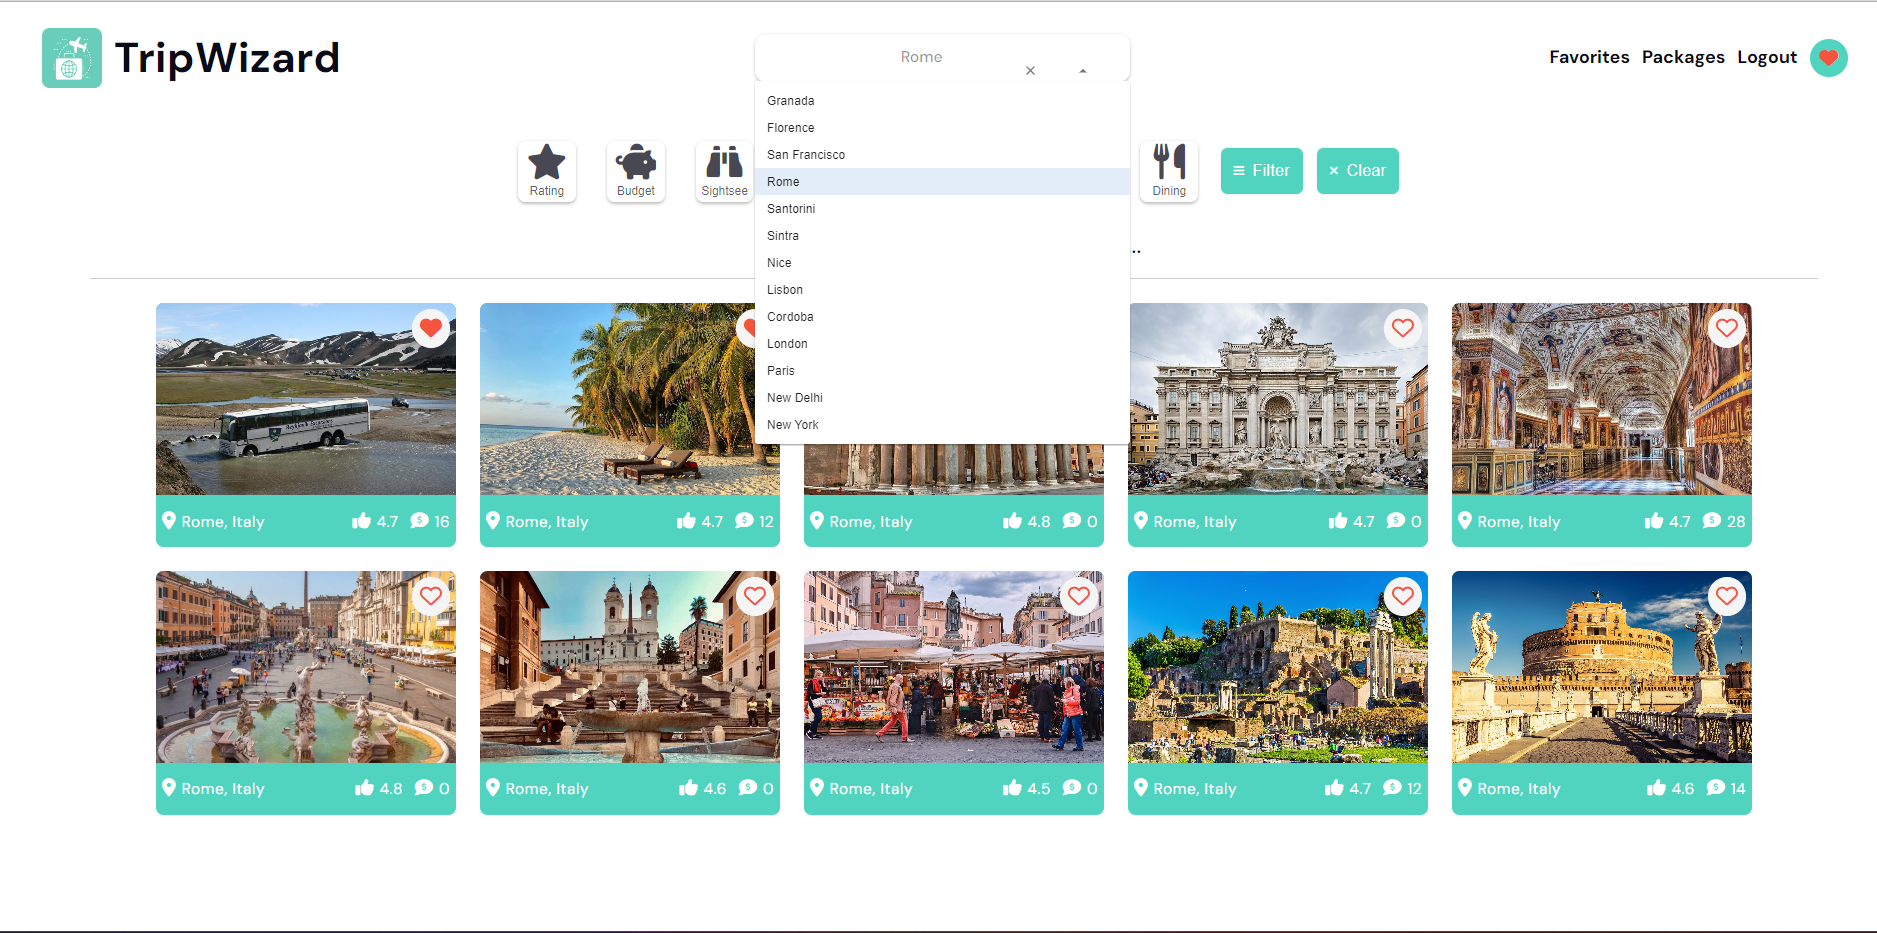 TripWizard
Rome
Favorites Packages Logout
Granada
Florence
San Francisco
Rome
Santorini
Sintra
Nice
Lisbon
Cordoba
London
Paris
New Delhi
New York
Rating
Budget
Sightsee
Dining
Filter
Clear
..
Rome, Italy 4.7 16
Rome, Italy 4.7 12
Rome, Italy 4.8 0
Rome, Italy 4.7 0
Rome, Italy 4.7 28
Rome, Italy 4.8 0
Rome, Italy 4.6 0
Rome, Italy 4.5 0
Rome, Italy 4.7 12
Rome, Italy 4.6 14